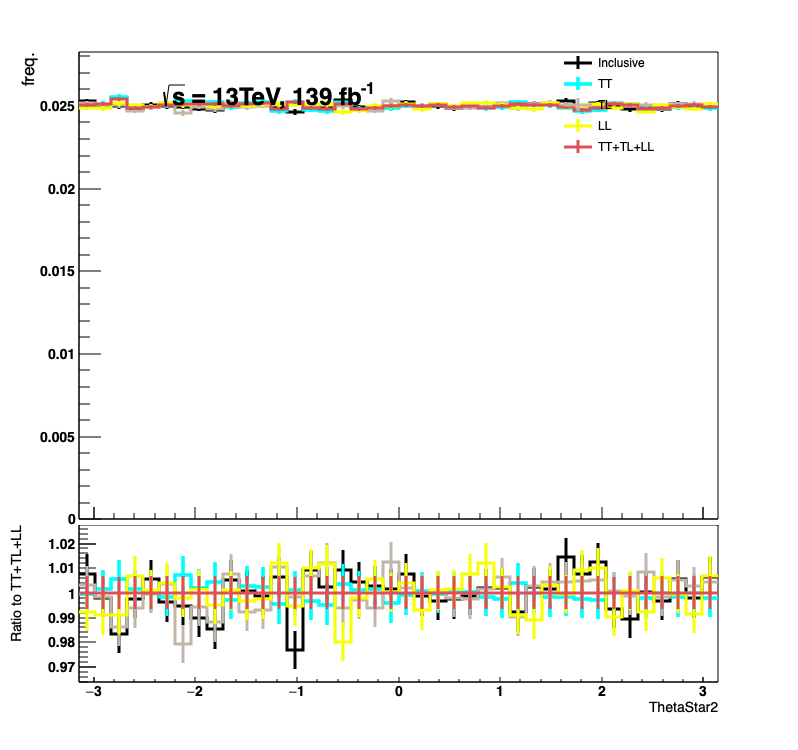 freq.
√s = 13TeV, 139 fb⁻¹
Inclusive
TT
TL
LL
TT+TL+LL
0.025
0.02
0.015
0.01
0.005
0
Ratio to TT+TL+LL
1.02
1.01
1
0.99
0.98
0.97
−3 −2 −1 0 1 2 3
ThetaStar2